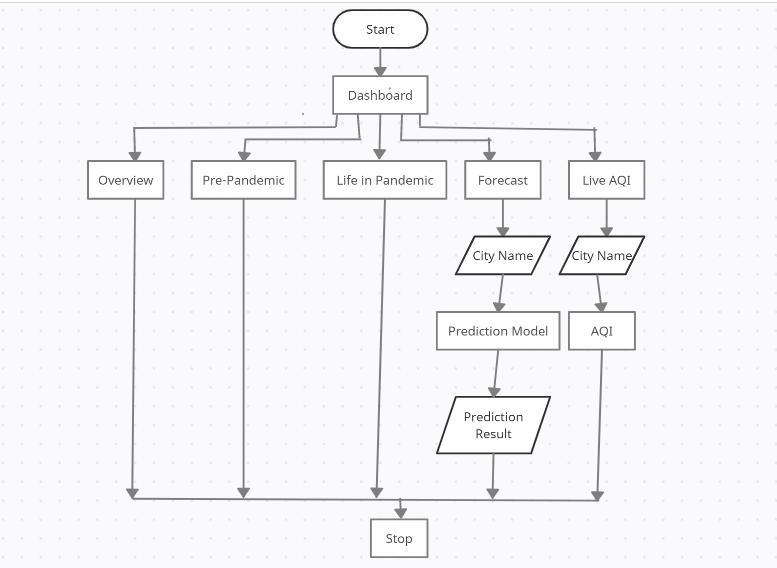 Start
Dashboard
Overview
Pre-Pandemic
Life in Pandemic
Forecast
Live AQI
City Name
City Name
Prediction Model
AQI
Prediction
Result
Stop